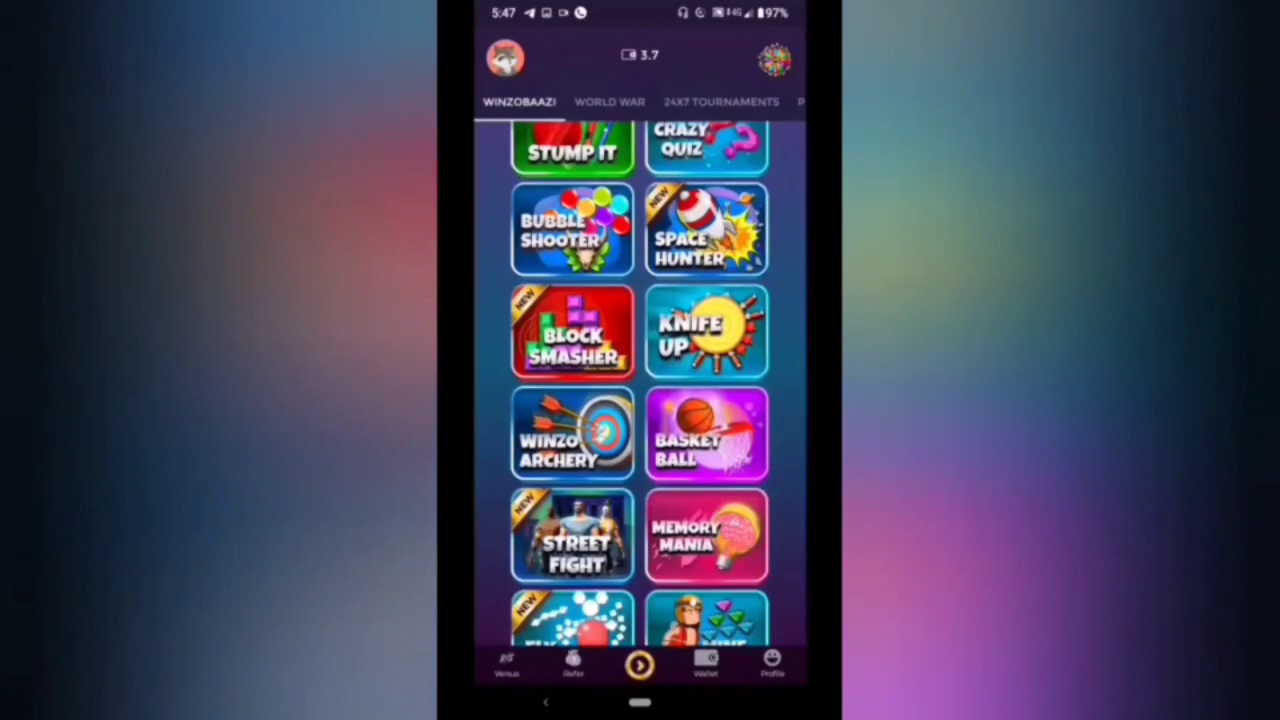 5:47
4G 97%
3.7
WINZOBAAZI WORLD WAR 24X7 TOURNAMENTS P
STUMP IT
CRAZY
QUIZ
BUBBLE
SHOOTER
NEW
SPACE
HUNTER
NEW
BLOCK
SMASHER
KNIFE
UP
WINZO
ARCHERY
BASKET
BALL
NEW
STREET
FIGHT
MEMORY
MANIA
NEW
Versus Refer Wallet Profile